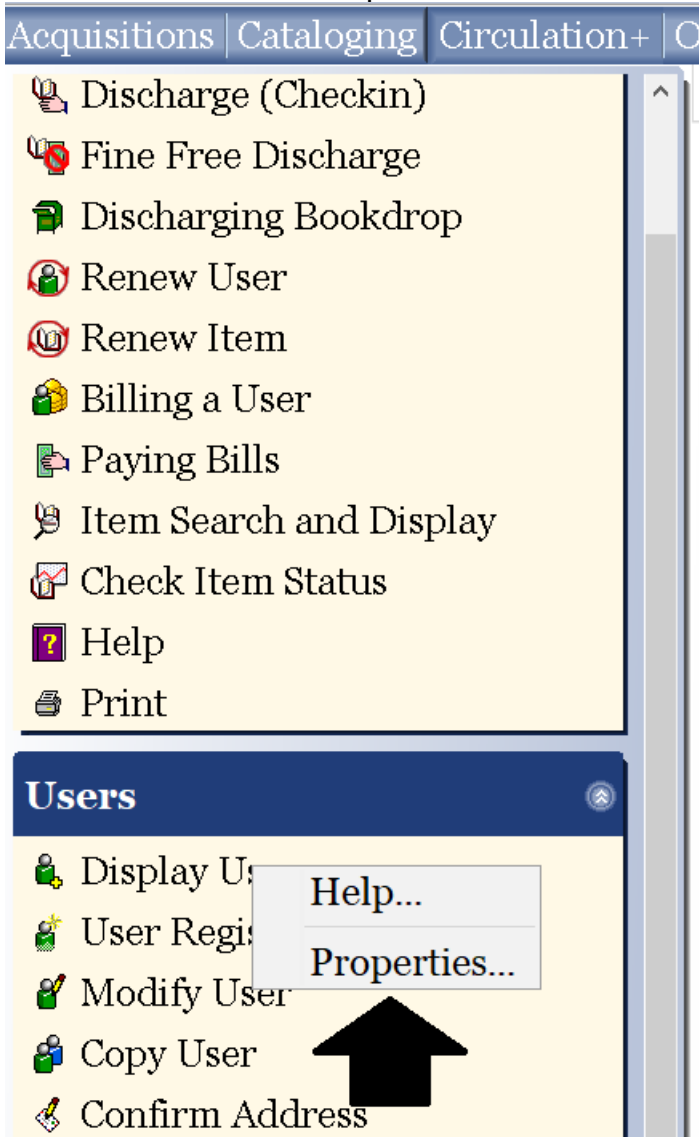 Acquisitions Cataloging Circulation+
Discharge (Checkin)
Fine Free Discharge
Discharging Bookdrop
Renew User
Renew Item
Billing a User
Paying Bills
Item Search and Display
Check Item Status
? Help
Print
Users
Display
Help...
User
Properties...
Modify User
Copy User
Confirm Address